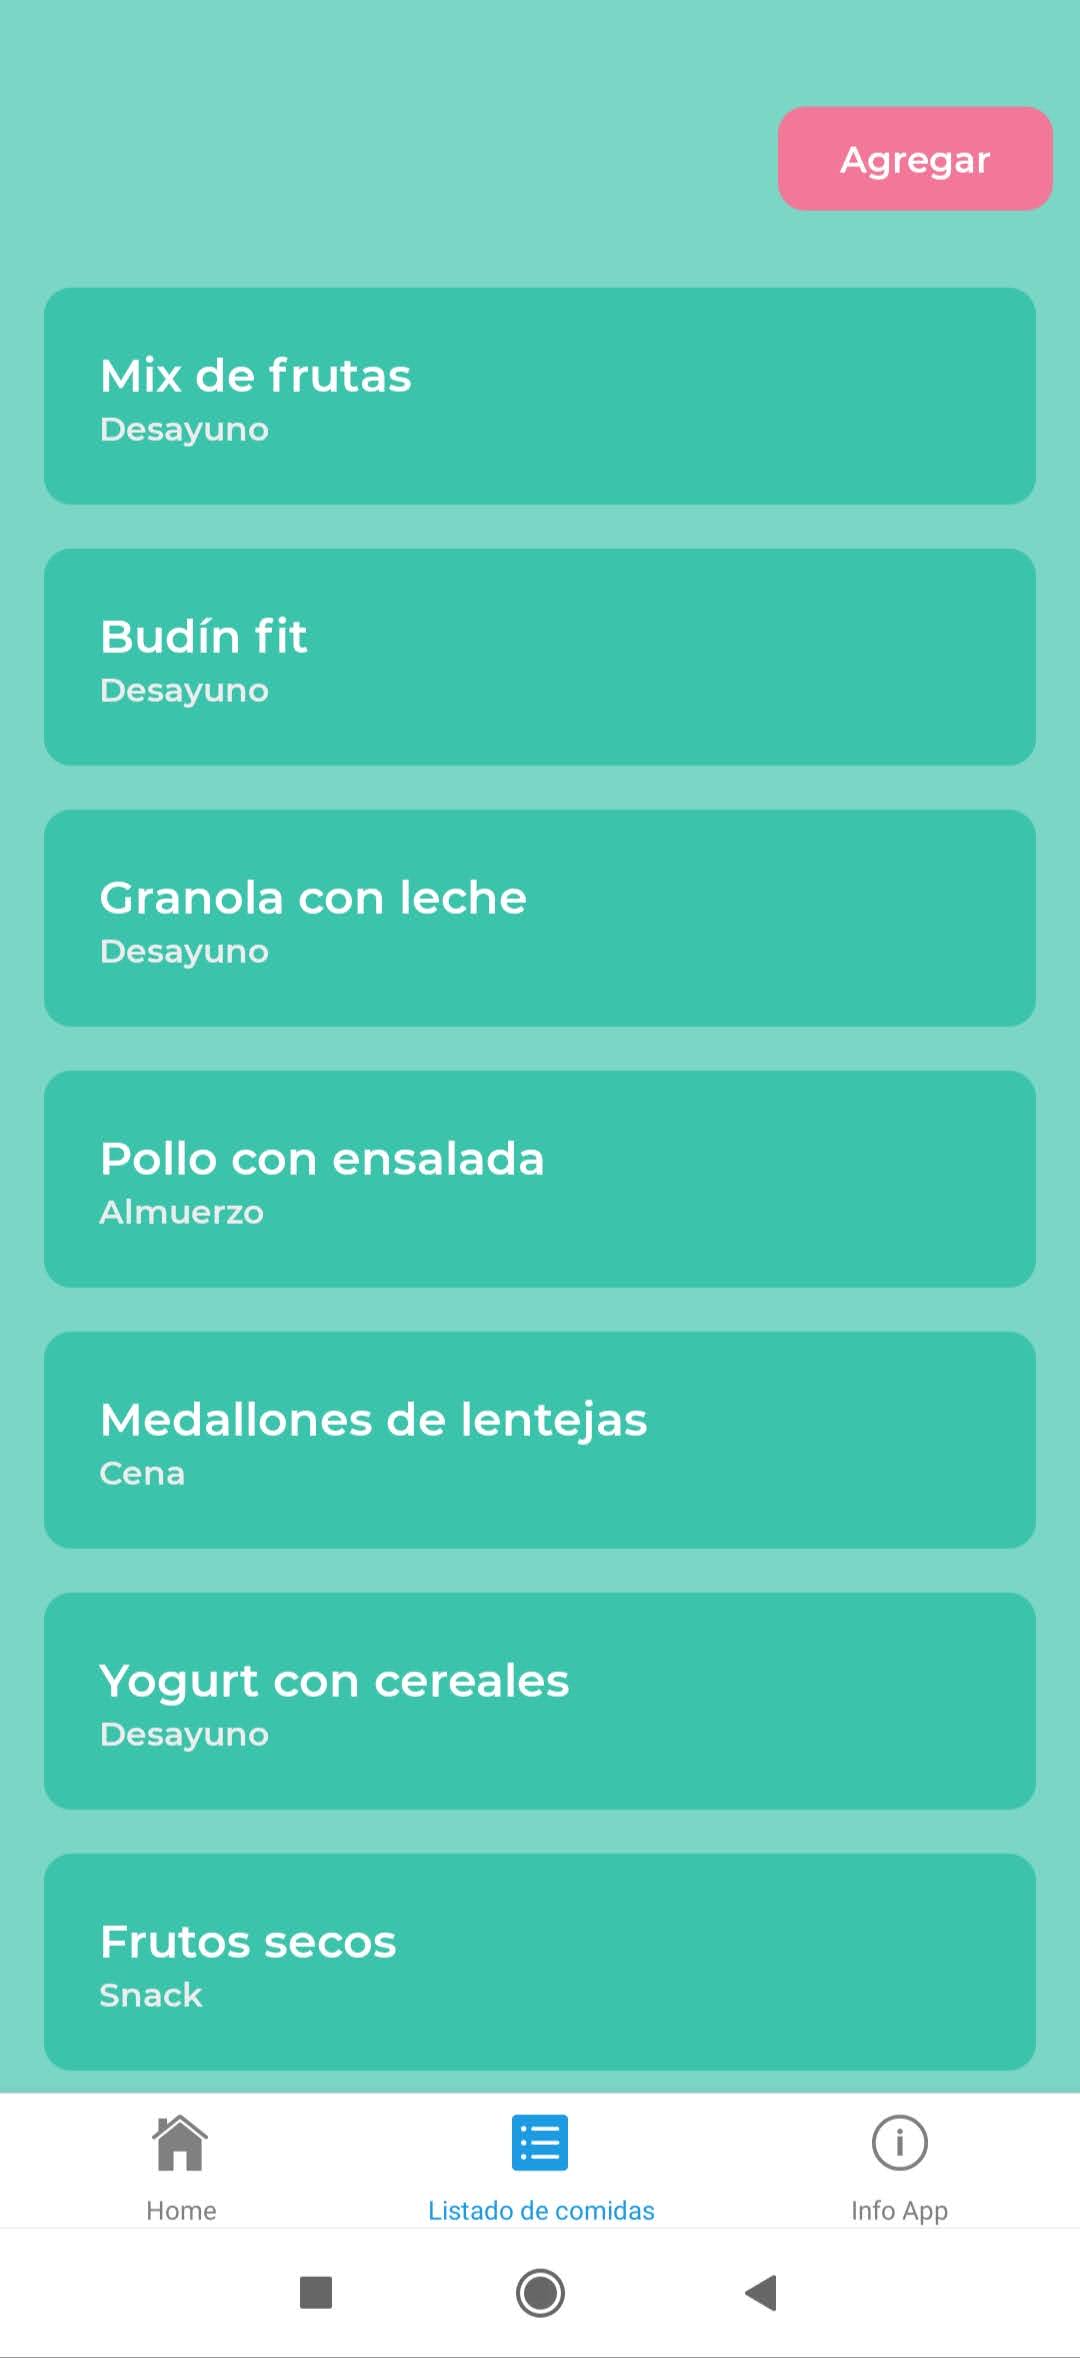 Agregar
Mix de frutas
Desayuno
Budín fit
Desayuno
Granola con leche
Desayuno
Pollo con ensalada
Almuerzo
Medallones de lentejas
Cena
Yogurt con cereales
Desayuno
Frutos secos
Snack
Home
Listado de comidas
Info App